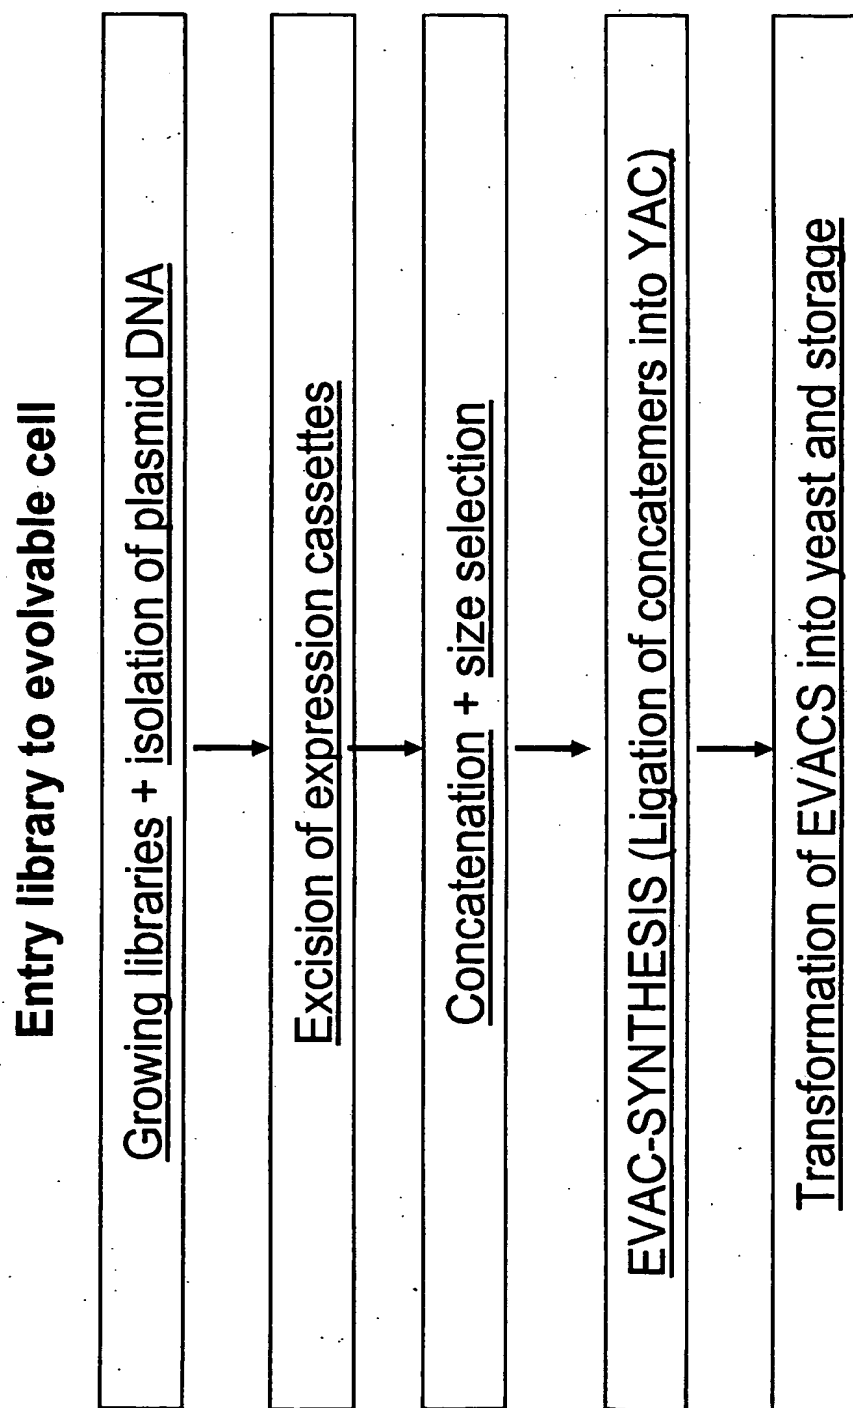 Entry library to evolvable cell
Growing libraries + isolation of plasmid DNA
Excision of expression cassettes
Concatenation + size selection
EVAC-SYNTHESIS (Ligation of concatemers into YAC)
Transformation of EVACS into yeast and storage